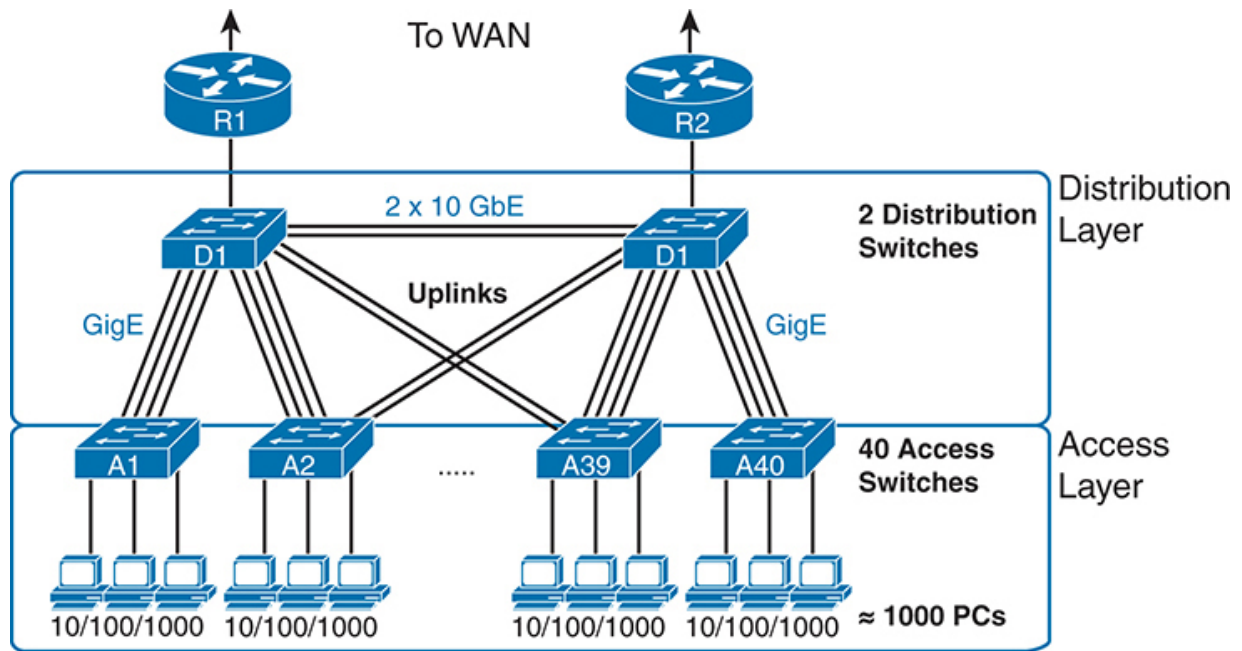 To WAN
R1
R2
Distribution
Layer
2 x 10 GbE
2 Distribution
Switches
D1
D1
Uplinks
GigE
GigE
Access
Layer
40 Access
Switches
A1
A2
.....
A39
A40
≈ 1000 PCs
10/100/1000
10/100/1000
10/100/1000
10/100/1000